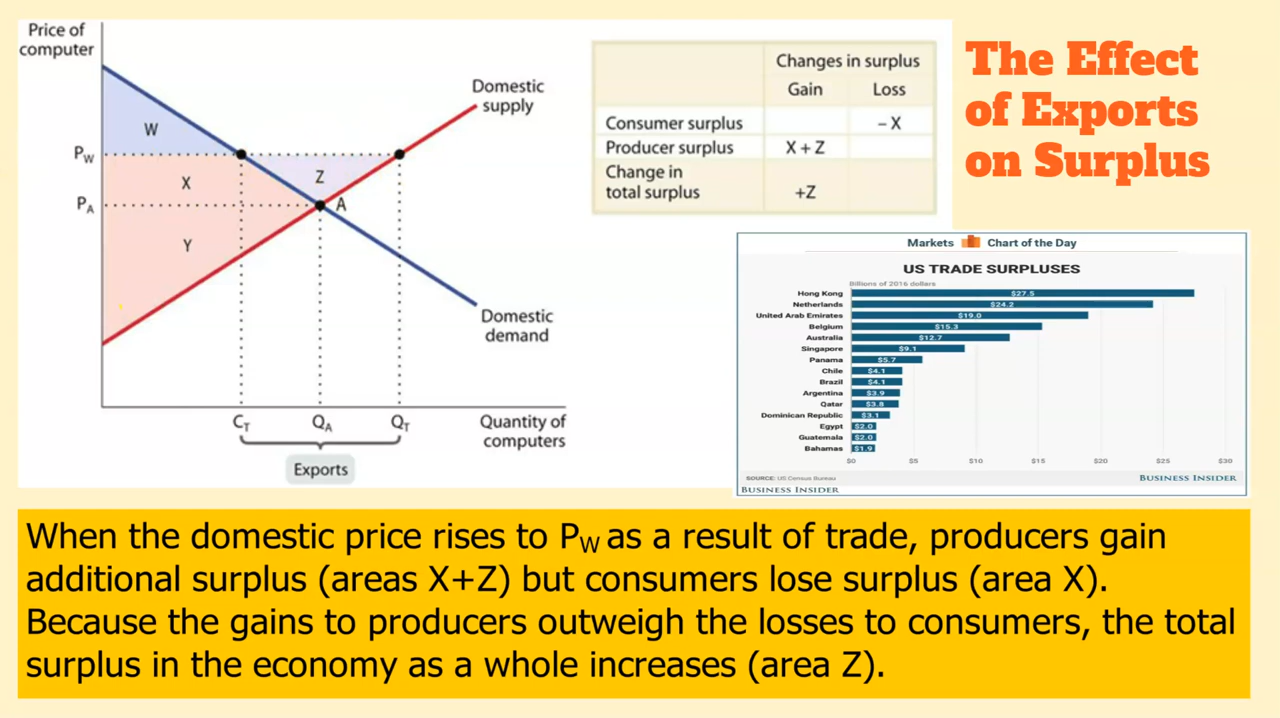 Price of
computer
Domestic
supply
W
P_W
Z
X
P_A
A
Y
Domestic
demand
C_T
Q_A
Q_T
Quantity of
computers
Exports
Changes in surplus
Gain Loss
Consumer surplus – X
Producer surplus X + Z
Change in
total surplus +Z
The Effect
of Exports
on Surplus
Markets Chart of the Day
US TRADE SURPLUSES
Billions of 2016 dollars
Hong Kong $27.5
Netherlands $24.2
United Arab Emirates $19.0
Belgium $15.3
Australia $12.7
Singapore $9.1
Panama $5.7
Chile $4.1
Brazil $4.1
Argentina $3.9
Qatar $3.8
Dominican Republic $3.1
Egypt $2.0
Guatemala $2.0
Bahamas $1.9
$0 $5 $10 $15 $20 $25 $30
SOURCE: US Census Bureau BUSINESS INSIDER
BUSINESS INSIDER
When the domestic price rises to P_W as a result of trade, producers gain
additional surplus (areas X+Z) but consumers lose surplus (area X).
Because the gains to producers outweigh the losses to consumers, the total
surplus in the economy as a whole increases (area Z).